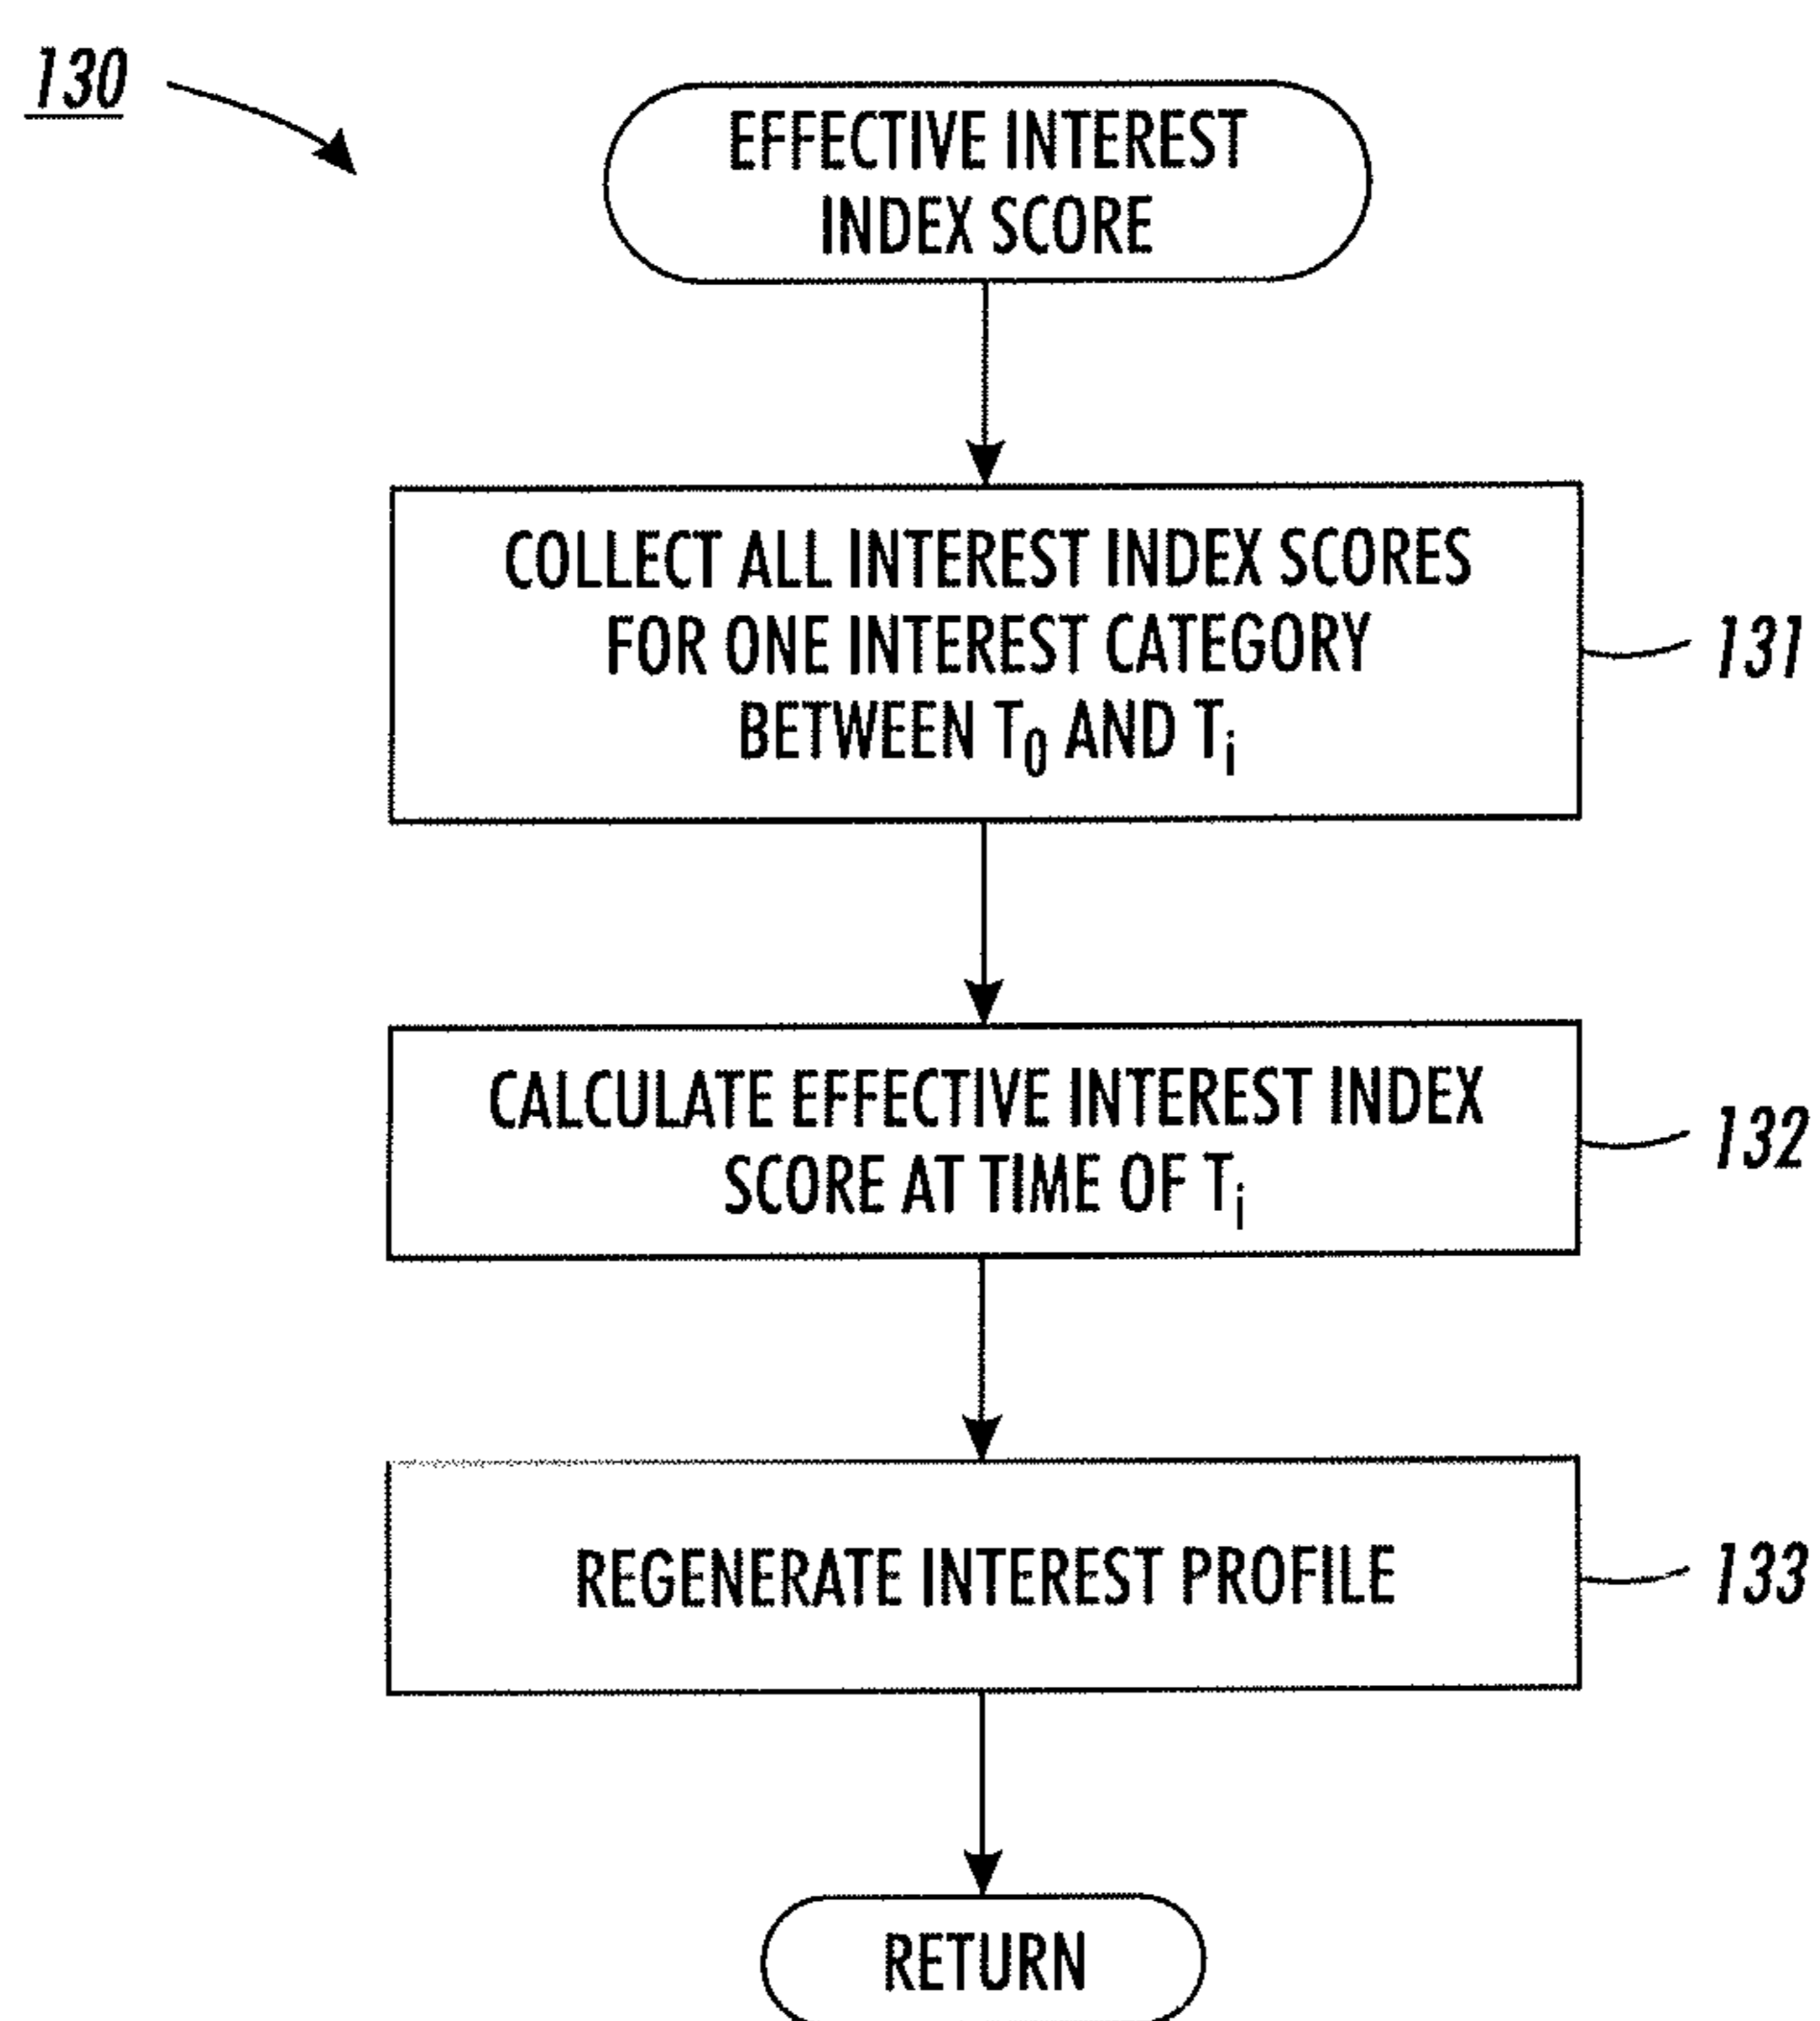 130
EFFECTIVE INTEREST
INDEX SCORE
COLLECT ALL INTEREST INDEX SCORES
FOR ONE INTEREST CATEGORY
BETWEEN T₀ AND Tᵢ
131
CALCULATE EFFECTIVE INTEREST INDEX
SCORE AT TIME OF Tᵢ
132
REGENERATE INTEREST PROFILE
133
RETURN